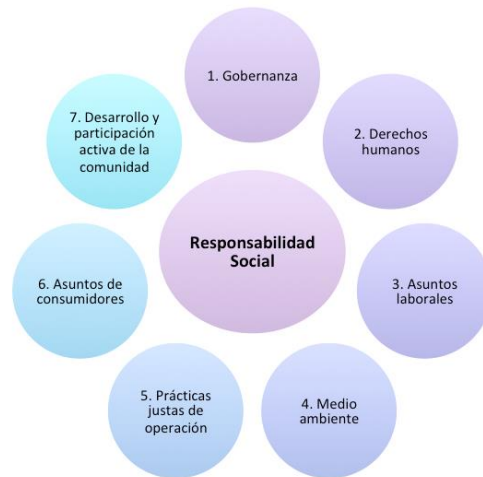 1. Gobernanza
2. Derechos
humanos
3. Asuntos
laborales
4. Medio
ambiente
5. Prácticas
justas de
operación
6. Asuntos de
consumidores
7. Desarrollo y
participación
activa de la
comunidad
Responsabilidad
Social